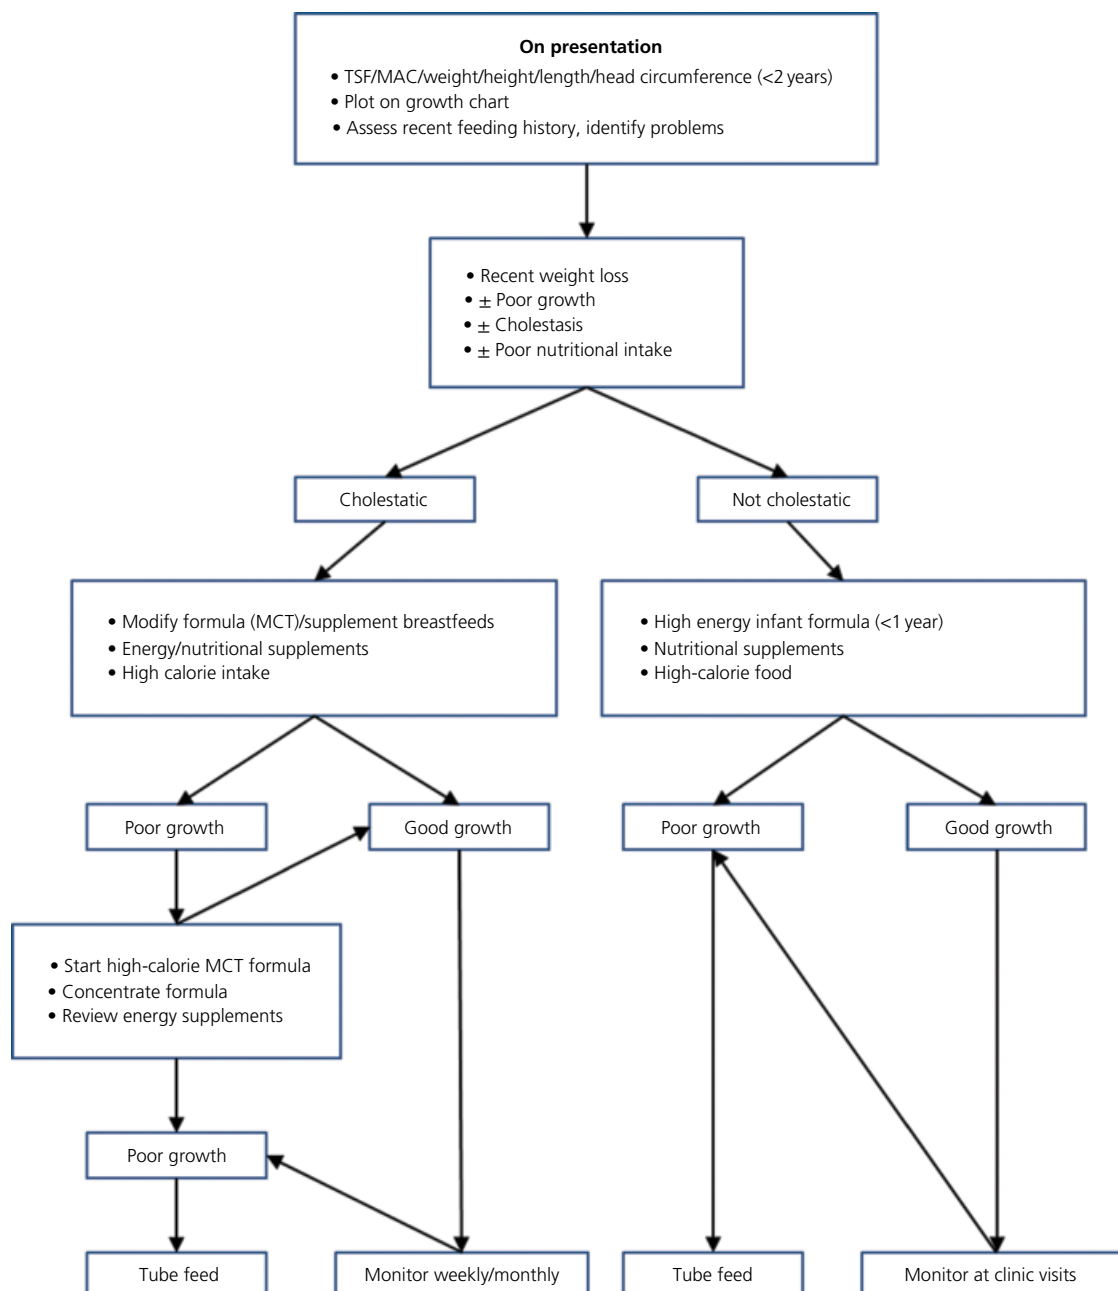 On presentation
• TSF/MAC/weight/height/length/head circumference (<2 years)
• Plot on growth chart
• Assess recent feeding history, identify problems
• Recent weight loss
• ± Poor growth
• ± Cholestasis
• ± Poor nutritional intake
Cholestatic
Not cholestatic
• Modify formula (MCT)/supplement breastfeeds
• Energy/nutritional supplements
• High calorie intake
• High energy infant formula (<1 year)
• Nutritional supplements
• High-calorie food
Poor growth
Good growth
Poor growth
Good growth
• Start high-calorie MCT formula
• Concentrate formula
• Review energy supplements
Poor growth
Tube feed
Monitor weekly/monthly
Tube feed
Monitor at clinic visits